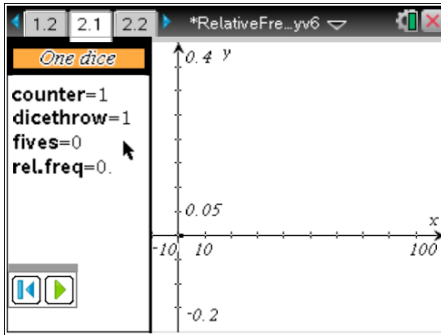 1.2 2.1 2.2 *RelativeFre...yv6
One dice
counter=1
dicethrow=1
fives=0
rel.freq=0.
0.4 y
0.05
x
-10 10 100
-0.2